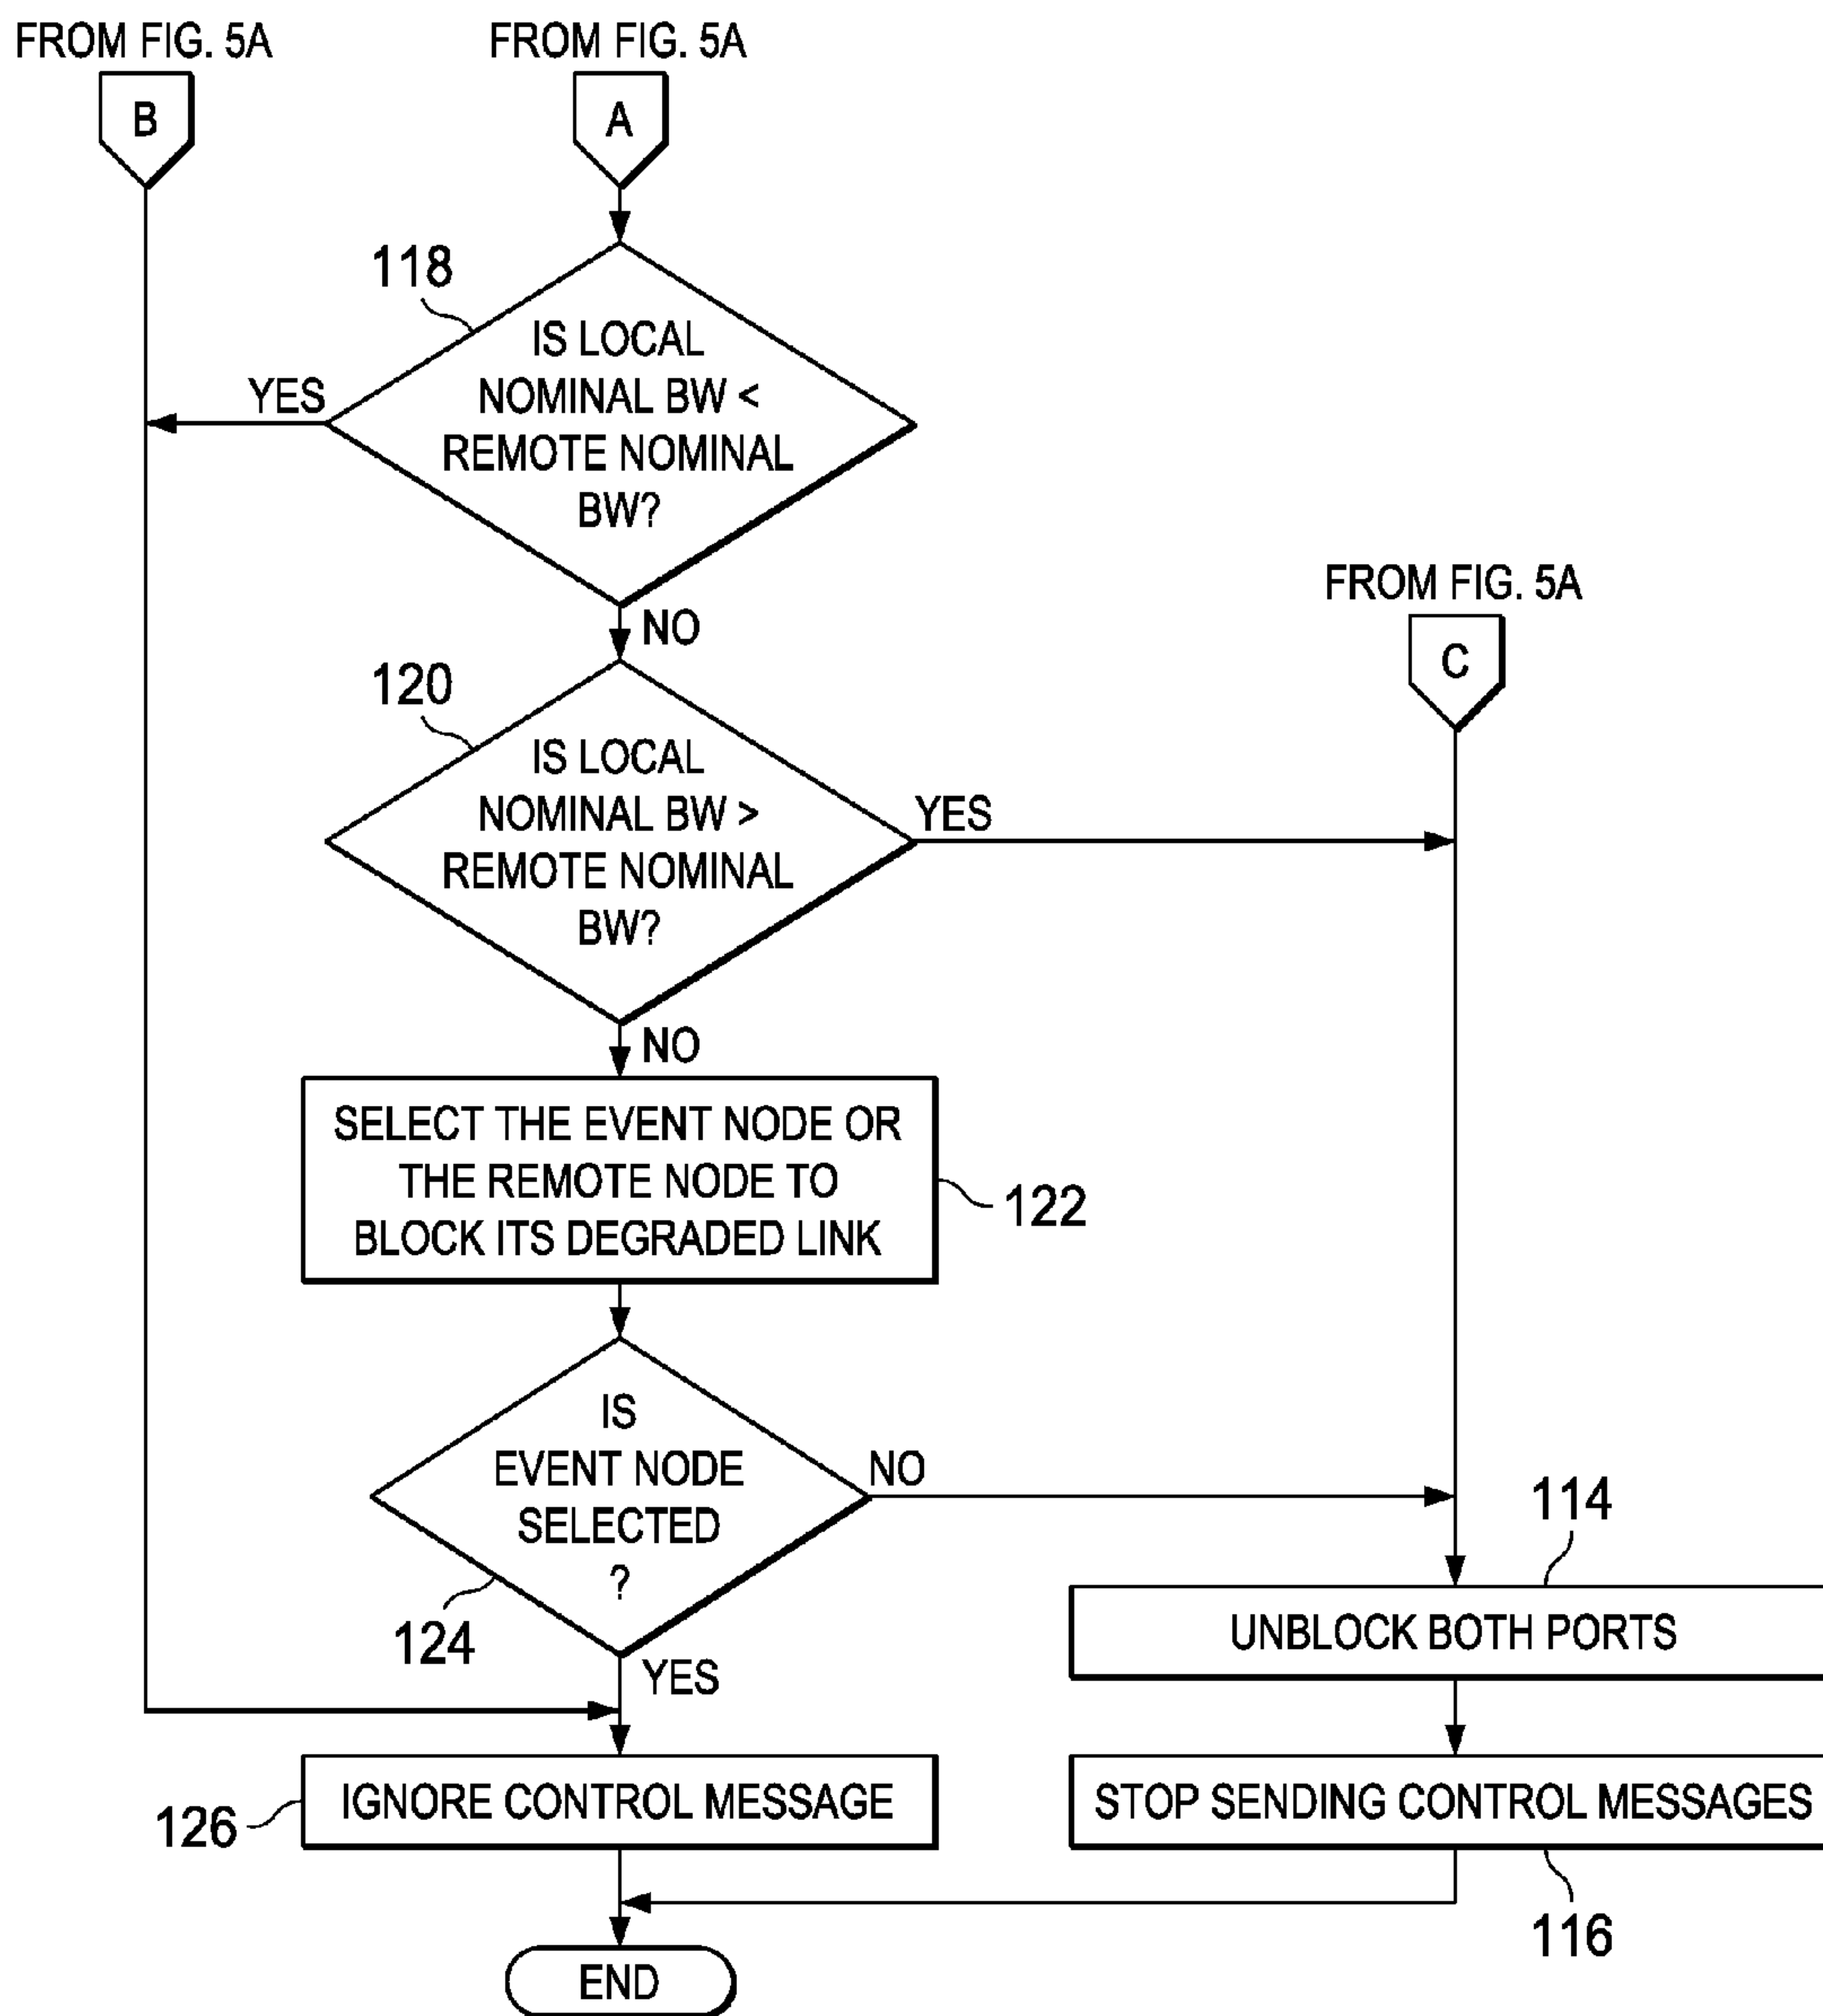 FROM FIG. 5A
FROM FIG. 5A
B
A
118
IS LOCAL
NOMINAL BW <
REMOTE NOMINAL
BW?
YES
NO
FROM FIG. 5A
C
120
IS LOCAL
NOMINAL BW >
REMOTE NOMINAL
BW?
YES
NO
SELECT THE EVENT NODE OR
THE REMOTE NODE TO
BLOCK ITS DEGRADED LINK
122
IS
EVENT NODE
SELECTED
?
NO
124
YES
114
UNBLOCK BOTH PORTS
IGNORE CONTROL MESSAGE
126
STOP SENDING CONTROL MESSAGES
116
END